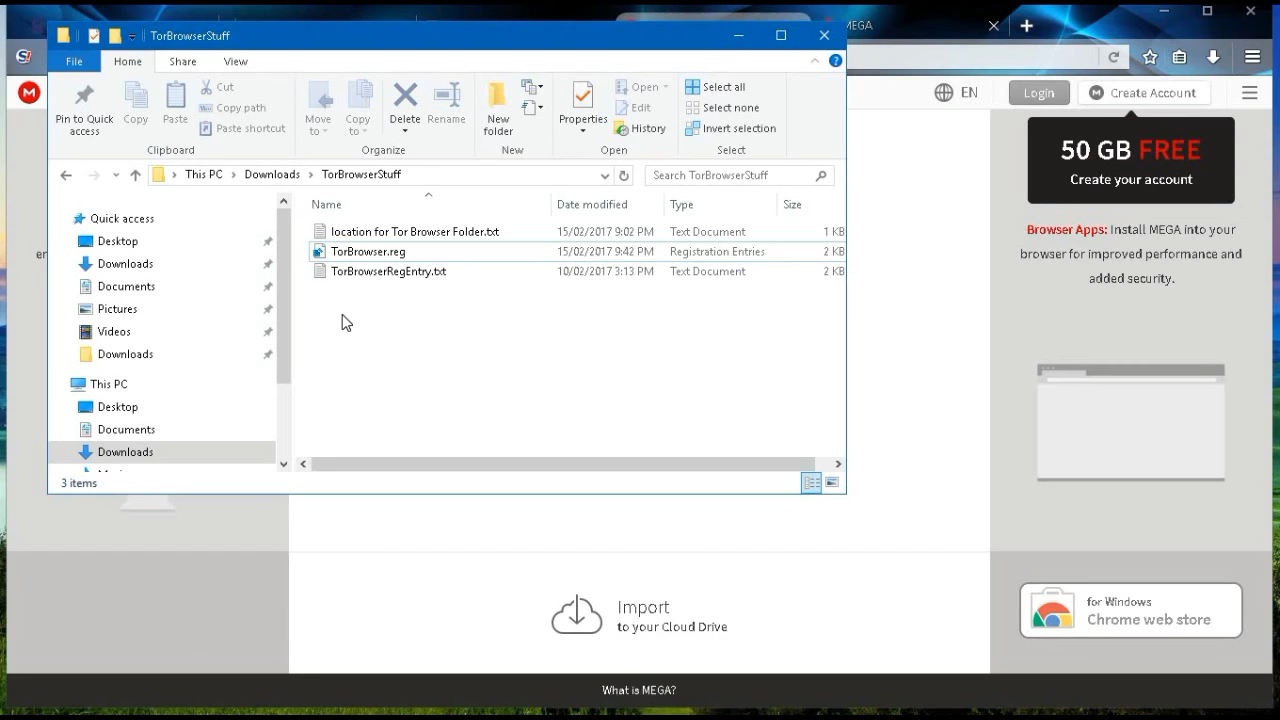 TorBrowserStuff
MEGA
File Home Share View
Pin to Quick access
Copy
Paste
Cut
Copy path
Paste shortcut
Clipboard
Move to
Copy to
Delete
Rename
Organize
New folder
New
Properties
Open
Edit
History
Open
Select all
Select none
Invert selection
Select
This PC > Downloads > TorBrowserStuff
Search TorBrowserStuff
Name Date modified Type Size
location for Tor Browser Folder.txt 15/02/2017 9:02 PM Text Document 1 KB
TorBrowser.reg 15/02/2017 9:42 PM Registration Entries 2 KB
TorBrowserRegEntry.txt 10/02/2017 3:13 PM Text Document 2 KB
Quick access
Desktop
Downloads
Documents
Pictures
Videos
Downloads
This PC
Desktop
Documents
Downloads
3 items
M
EN
Login
M Create Account
50 GB FREE
Create your account
Browser Apps: Install MEGA into your
browser for improved performance and
added security.
er
Import
to your Cloud Drive
for Windows
Chrome web store
What is MEGA?